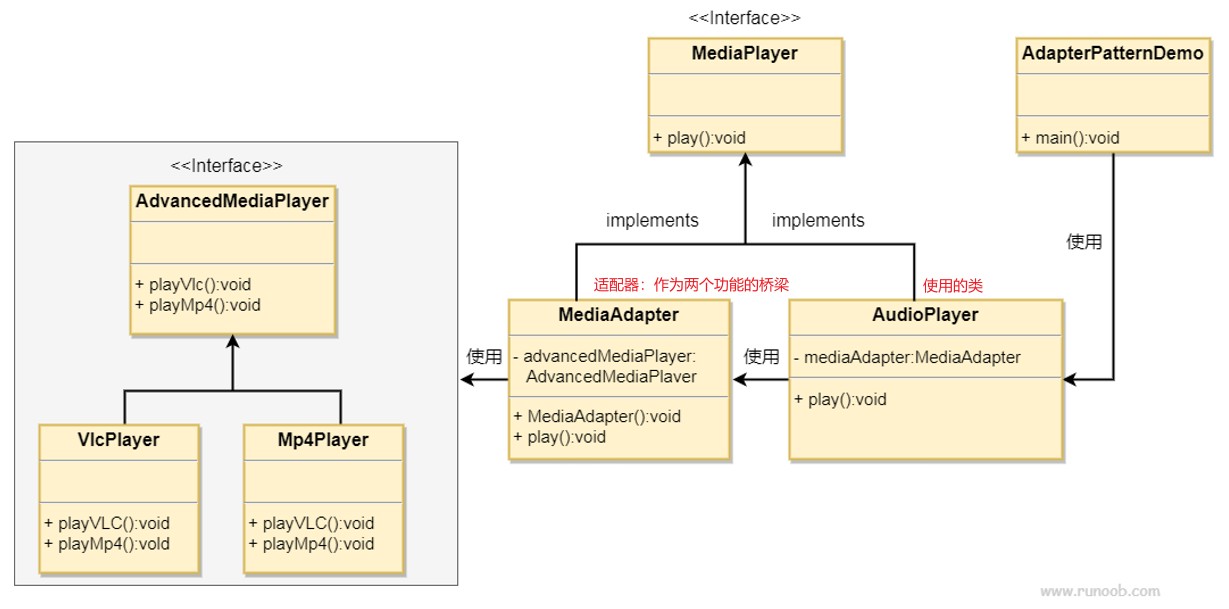 <<Interface>>
MediaPlayer
+ play():void
AdapterPatternDemo
+ main():void
使用
<<Interface>>
AdvancedMediaPlayer
+ playVlc():void
+ playMp4():void
VlcPlayer
+ playVLC():void
+ playMp4():vold
Mp4Player
+ playVLC():void
+ playMp4():void
implements
implements
适配器：作为两个功能的桥梁
使用的类
使用
MediaAdapter
- advancedMediaPlayer:
AdvancedMediaPlaver
+ MediaAdapter():void
+ play():void
使用
AudioPlayer
- mediaAdapter:MediaAdapter
+ play():void
www.runoob.com